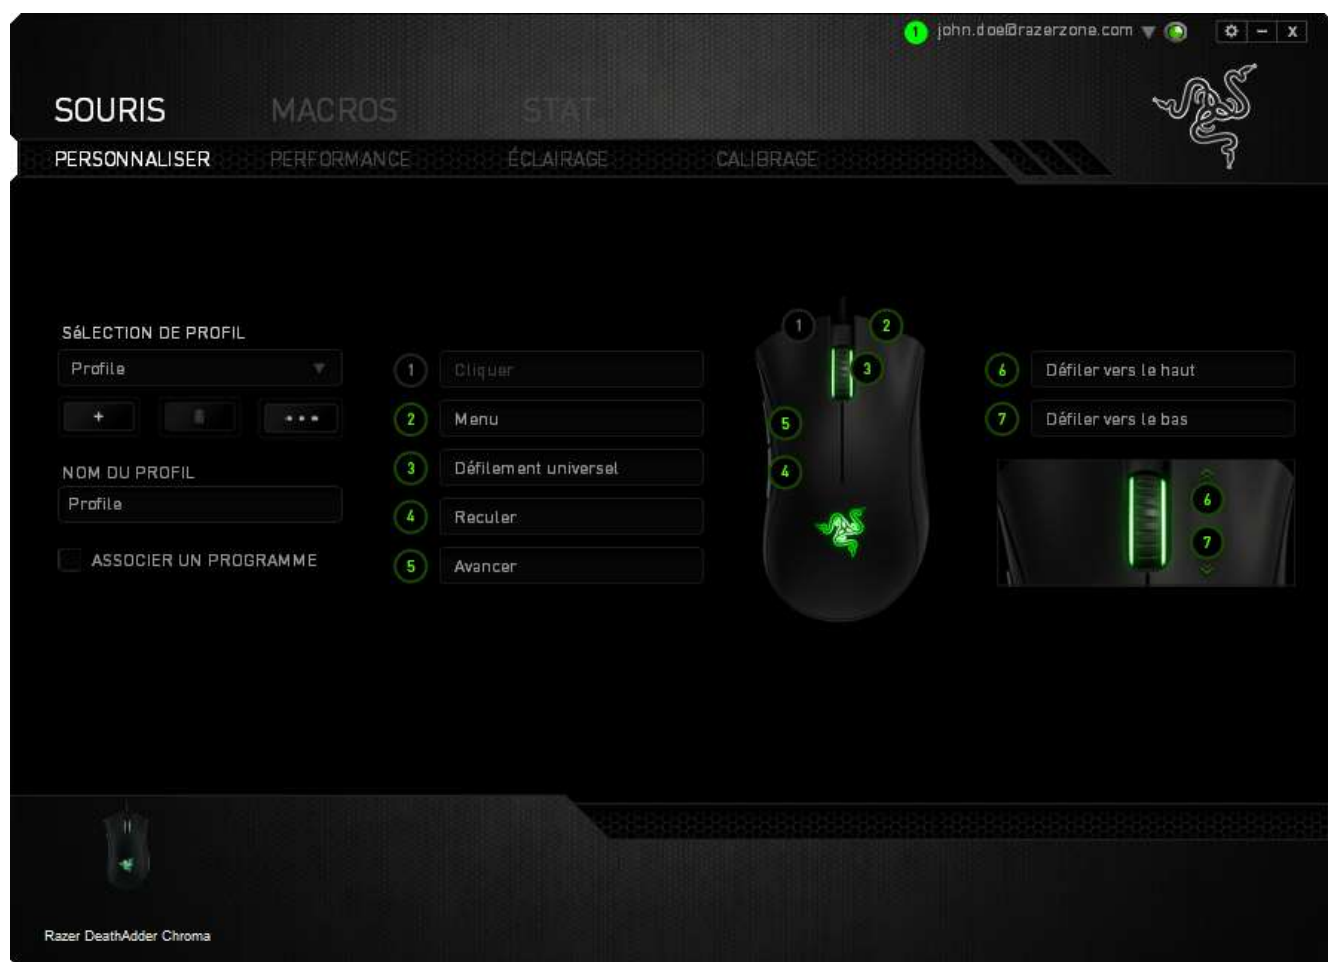 1 john.doe@razerzone.com
SOURIS MACROS STAT
PERSONNALISER PERFORMANCE ÉCLAIRAGE CALIBRAGE
SéLECTION DE PROFIL
Profile
+ ...
NOM DU PROFIL
Profile
ASSOCIER UN PROGRAMME
1 Cliquer
2 Menu
3 Défilement universel
4 Reculer
5 Avancer
1 2
3
5
4
6 Défiler vers le haut
7 Défiler vers le bas
6
7
Razer DeathAdder Chroma